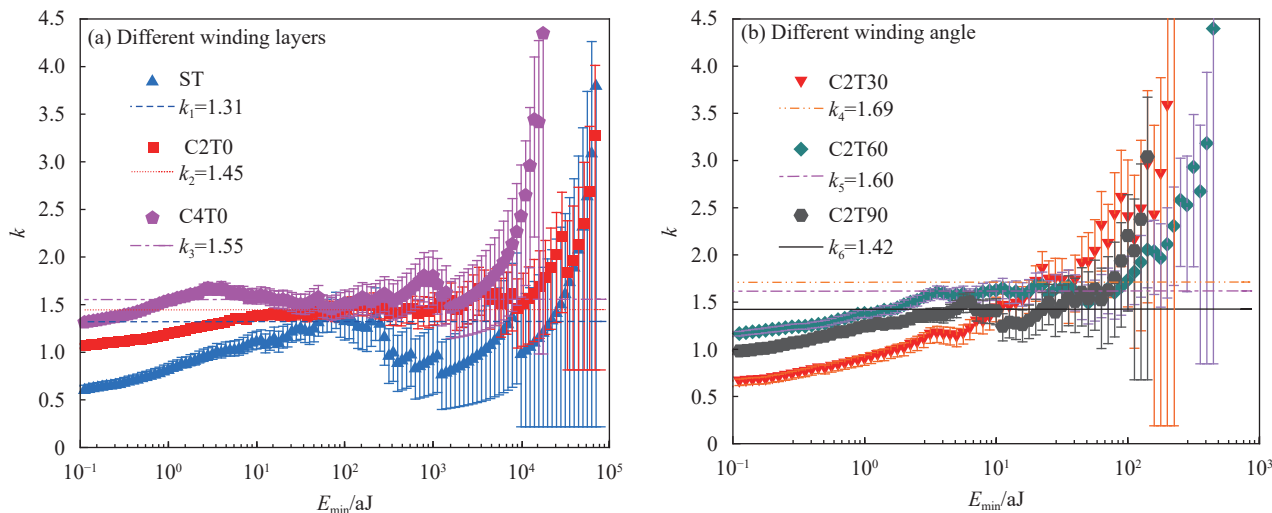 (a) Different winding layers
ST
k1=1.31
C2T0
k2=1.45
C4T0
k3=1.55
k
4.5
4.0
3.5
3.0
2.5
2.0
1.5
1.0
0.5
0
10⁻¹ 10⁰ 10¹ 10² 10³ 10⁴ 10⁵
Emin/aJ
(b) Different winding angle
C2T30
k4=1.69
C2T60
k5=1.60
C2T90
k6=1.42
k
4.5
4.0
3.5
3.0
2.5
2.0
1.5
1.0
0.5
0
10⁻¹ 10⁰ 10¹ 10² 10³
Emin/aJ